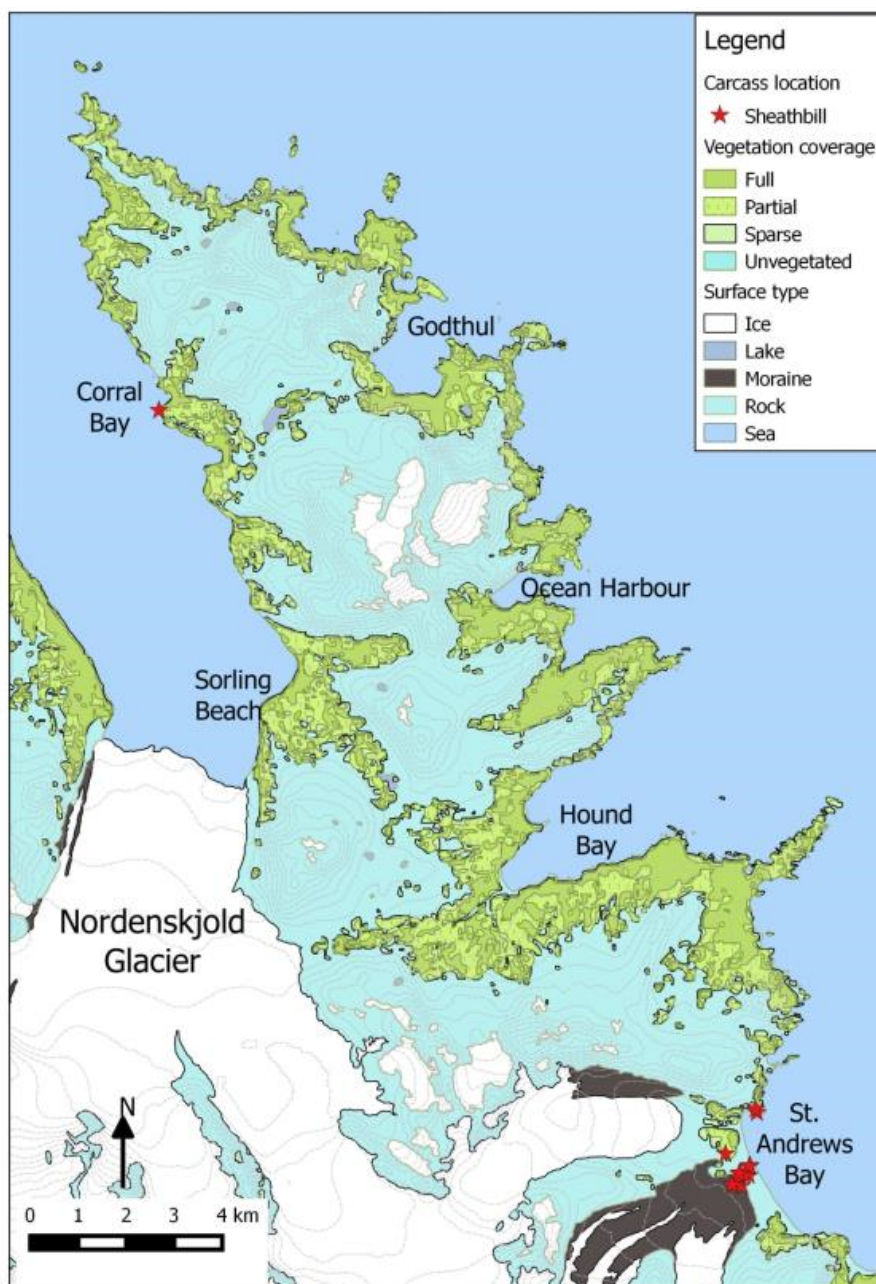 Legend
Carcass location
Sheathbill
Vegetation coverage
Full
Partial
Sparse
Unvegetated
Surface type
Ice
Lake
Moraine
Rock
Sea
Godthul
Corral
Bay
Ocean Harbour
Sorling
Beach
Hound
Bay
Nordenskjold
Glacier
St.
Andrews
Bay
N
0 1 2 3 4 km